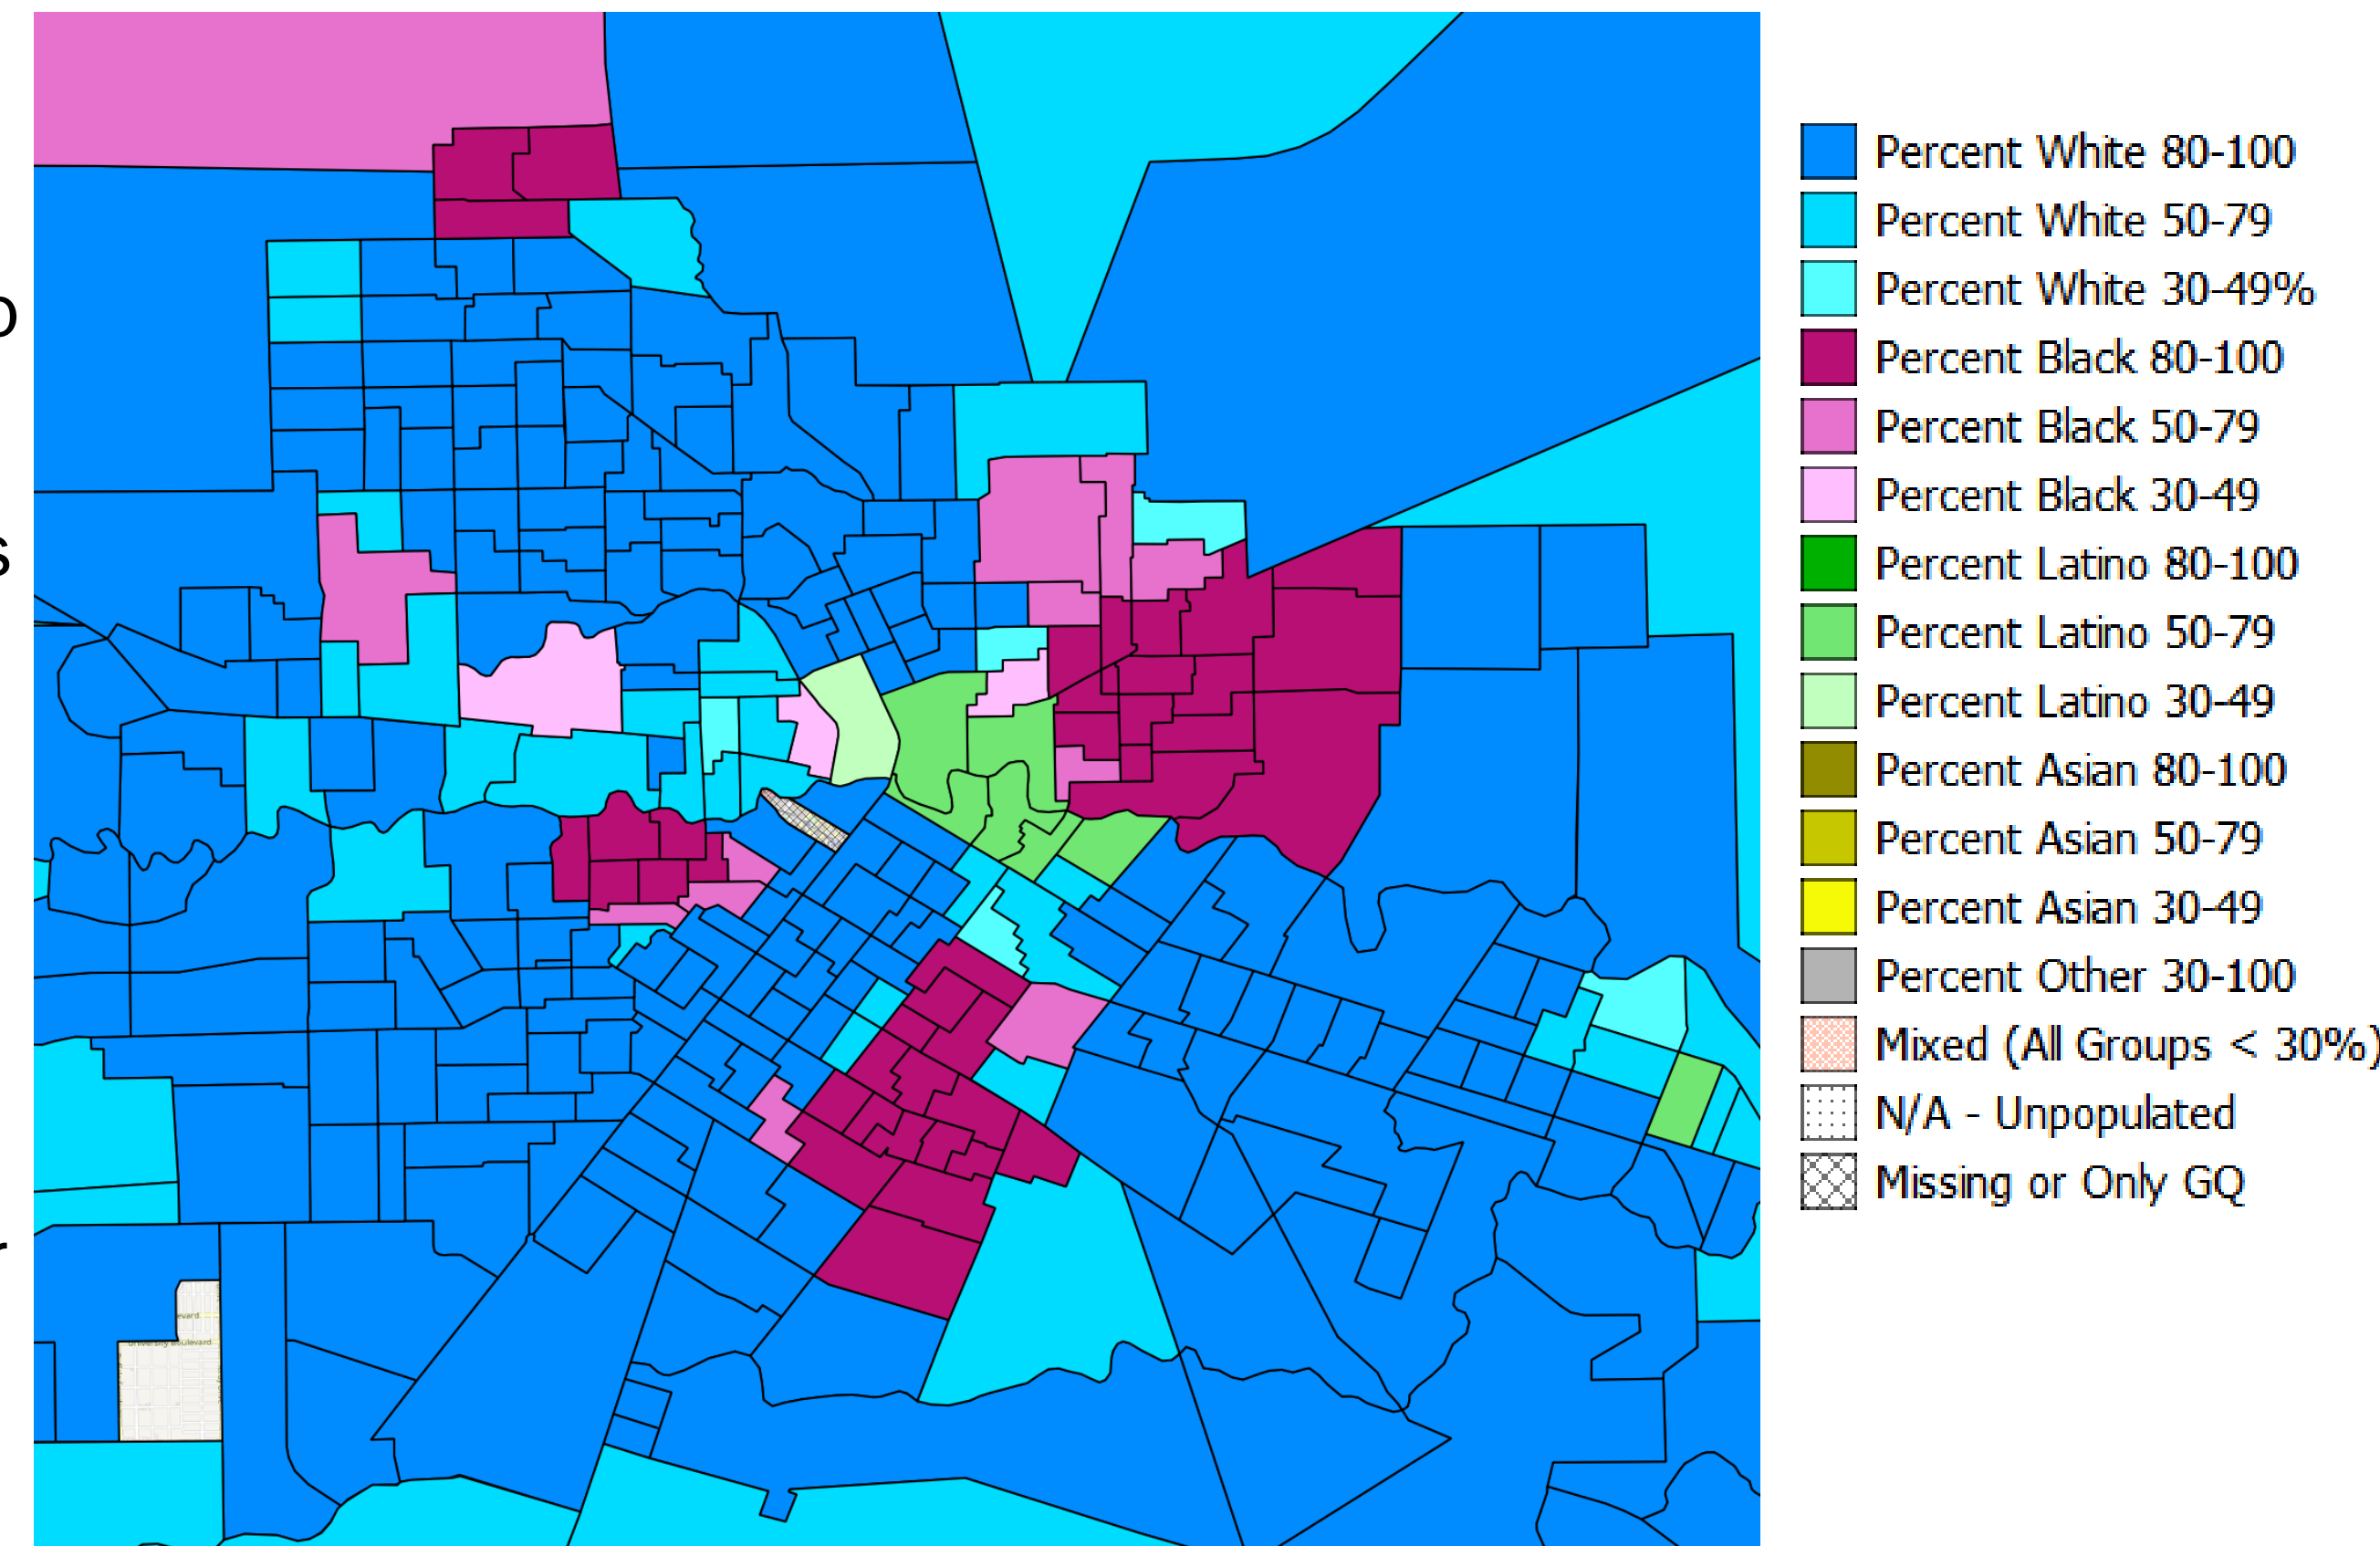 o
s
r
Percent White 80-100
Percent White 50-79
Percent White 30-49%
Percent Black 80-100
Percent Black 50-79
Percent Black 30-49
Percent Latino 80-100
Percent Latino 50-79
Percent Latino 30-49
Percent Asian 80-100
Percent Asian 50-79
Percent Asian 30-49
Percent Other 30-100
Mixed (All Groups < 30%)
N/A - Unpopulated
Missing or Only GQ
evard
University Boulevard